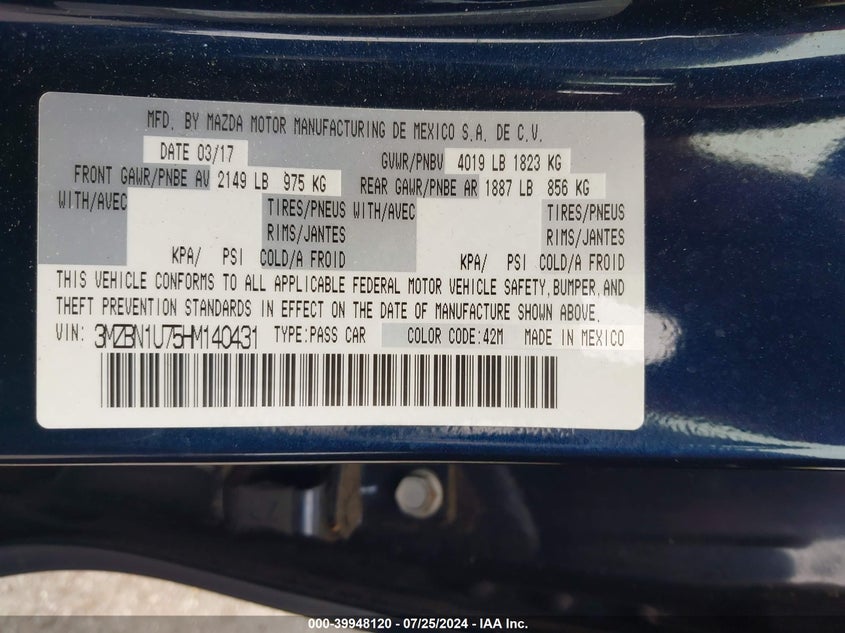 MFD. BY MAZDA MOTOR MANUFACTURING DE MEXICO S.A. DE C.V.
DATE 03/17 GVWR/PNBV 4019 LB 1823 KG
FRONT GAWR/PNBE AV 2149 LB 975 KG REAR GAWR/PNBE AR 1887 LB 856 KG
WITH/AVEC TIRES/PNEUS WITH/AVEC TIRES/PNEUS
RIMS/JANTES RIMS/JANTES
KPA/ PSI COLD/A FROID KPA/ PSI COLD/A FROID
THIS VEHICLE CONFORMS TO ALL APPLICABLE FEDERAL MOTOR VEHICLE SAFETY,BUMPER,AND
THEFT PREVENTION STANDARDS IN EFFECT ON THE DATE OF MANUFACTURE SHOWN ABOVE.
VIN: 3MZBN1U75HM140431 TYPE:PASS CAR COLOR CODE:42M MADE IN MEXICO
000-39948120 - 07/25/2024 - IAA Inc.